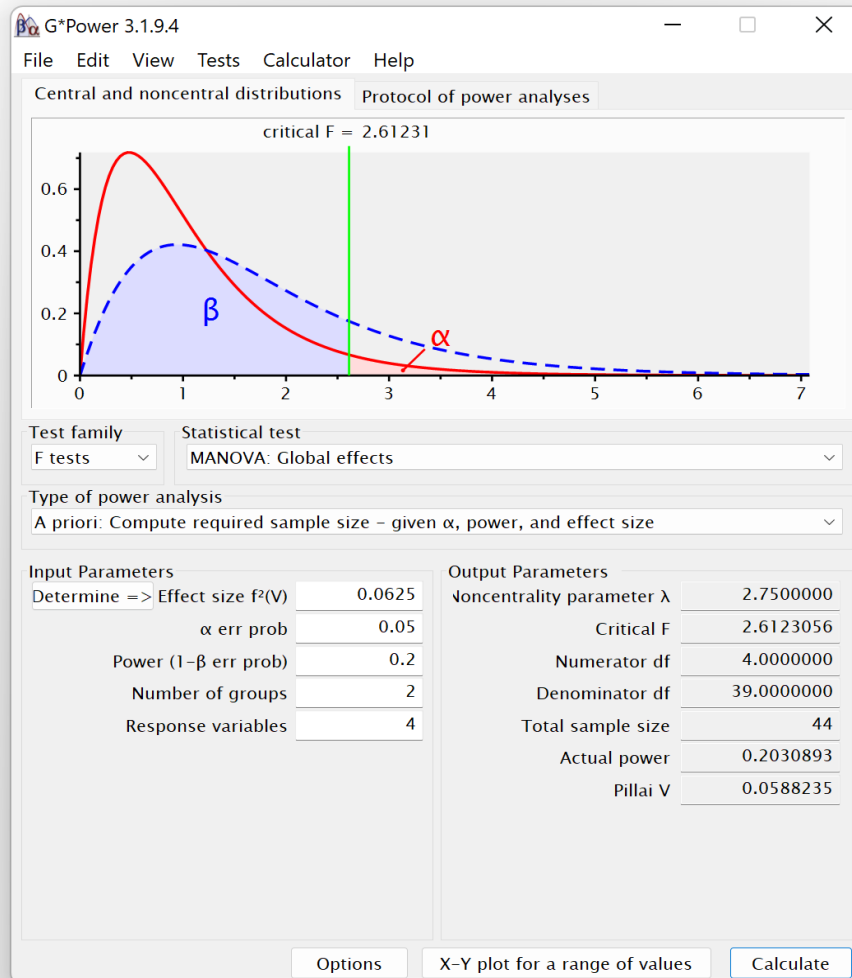 G*Power 3.1.9.4
File Edit View Tests Calculator Help
Central and noncentral distributions Protocol of power analyses
critical F = 2.61231
0.6
0.4
0.2
0
β
α
0 1 2 3 4 5 6 7
Test family Statistical test
F tests MANOVA: Global effects
Type of power analysis
A priori: Compute required sample size – given α, power, and effect size
Input Parameters Output Parameters
Determine => Effect size f²(V) 0.0625 Noncentrality parameter λ 2.7500000
α err prob 0.05 Critical F 2.6123056
Power (1-β err prob) 0.2 Numerator df 4.0000000
Number of groups 2 Denominator df 39.0000000
Response variables 4 Total sample size 44
Actual power 0.2030893
Pillai V 0.0588235
Options X-Y plot for a range of values Calculate